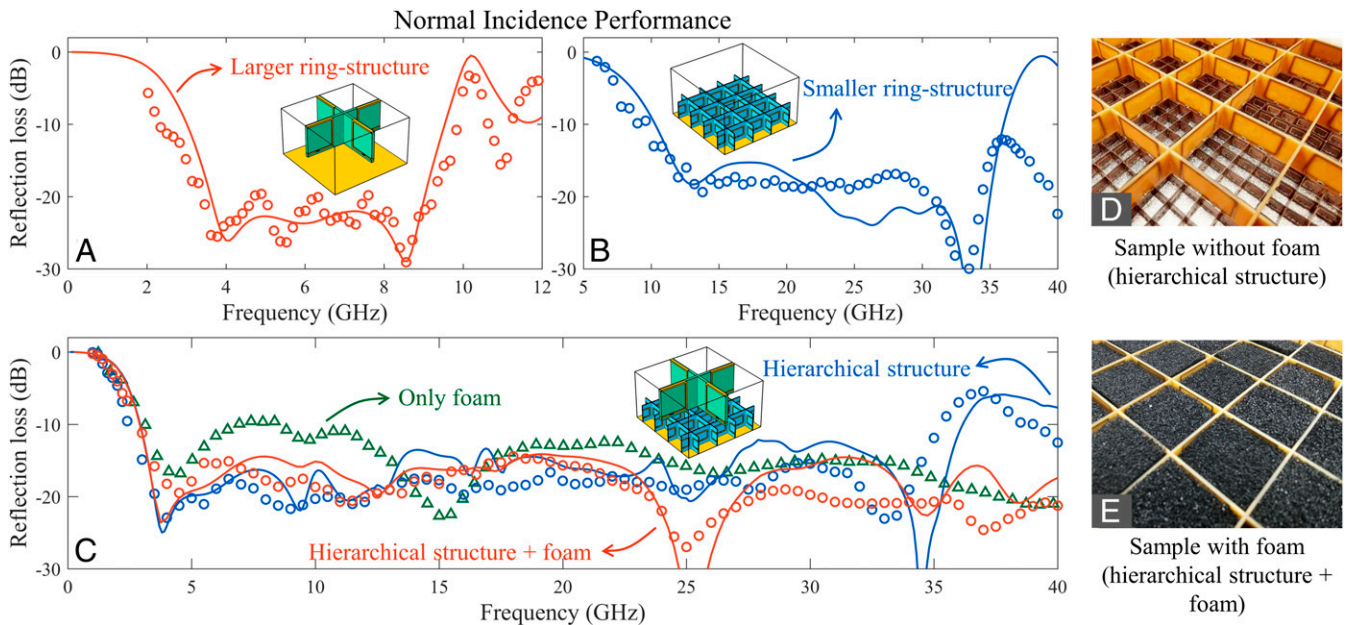 Normal Incidence Performance
0
-10
-20
-30
Reflection loss (dB)
Larger ring-structure
A
0
2
4
6
8
10
12
Frequency (GHz)
0
-10
-20
-30
Smaller ring-structure
B
5
10
15
20
25
30
35
40
Frequency (GHz)
D
Sample without foam
(hierarchical structure)
0
-10
-20
-30
Reflection loss (dB)
Only foam
Hierarchical structure
Hierarchical structure + foam
C
0
5
10
15
20
25
30
35
40
Frequency (GHz)
E
Sample with foam
(hierarchical structure +
foam)